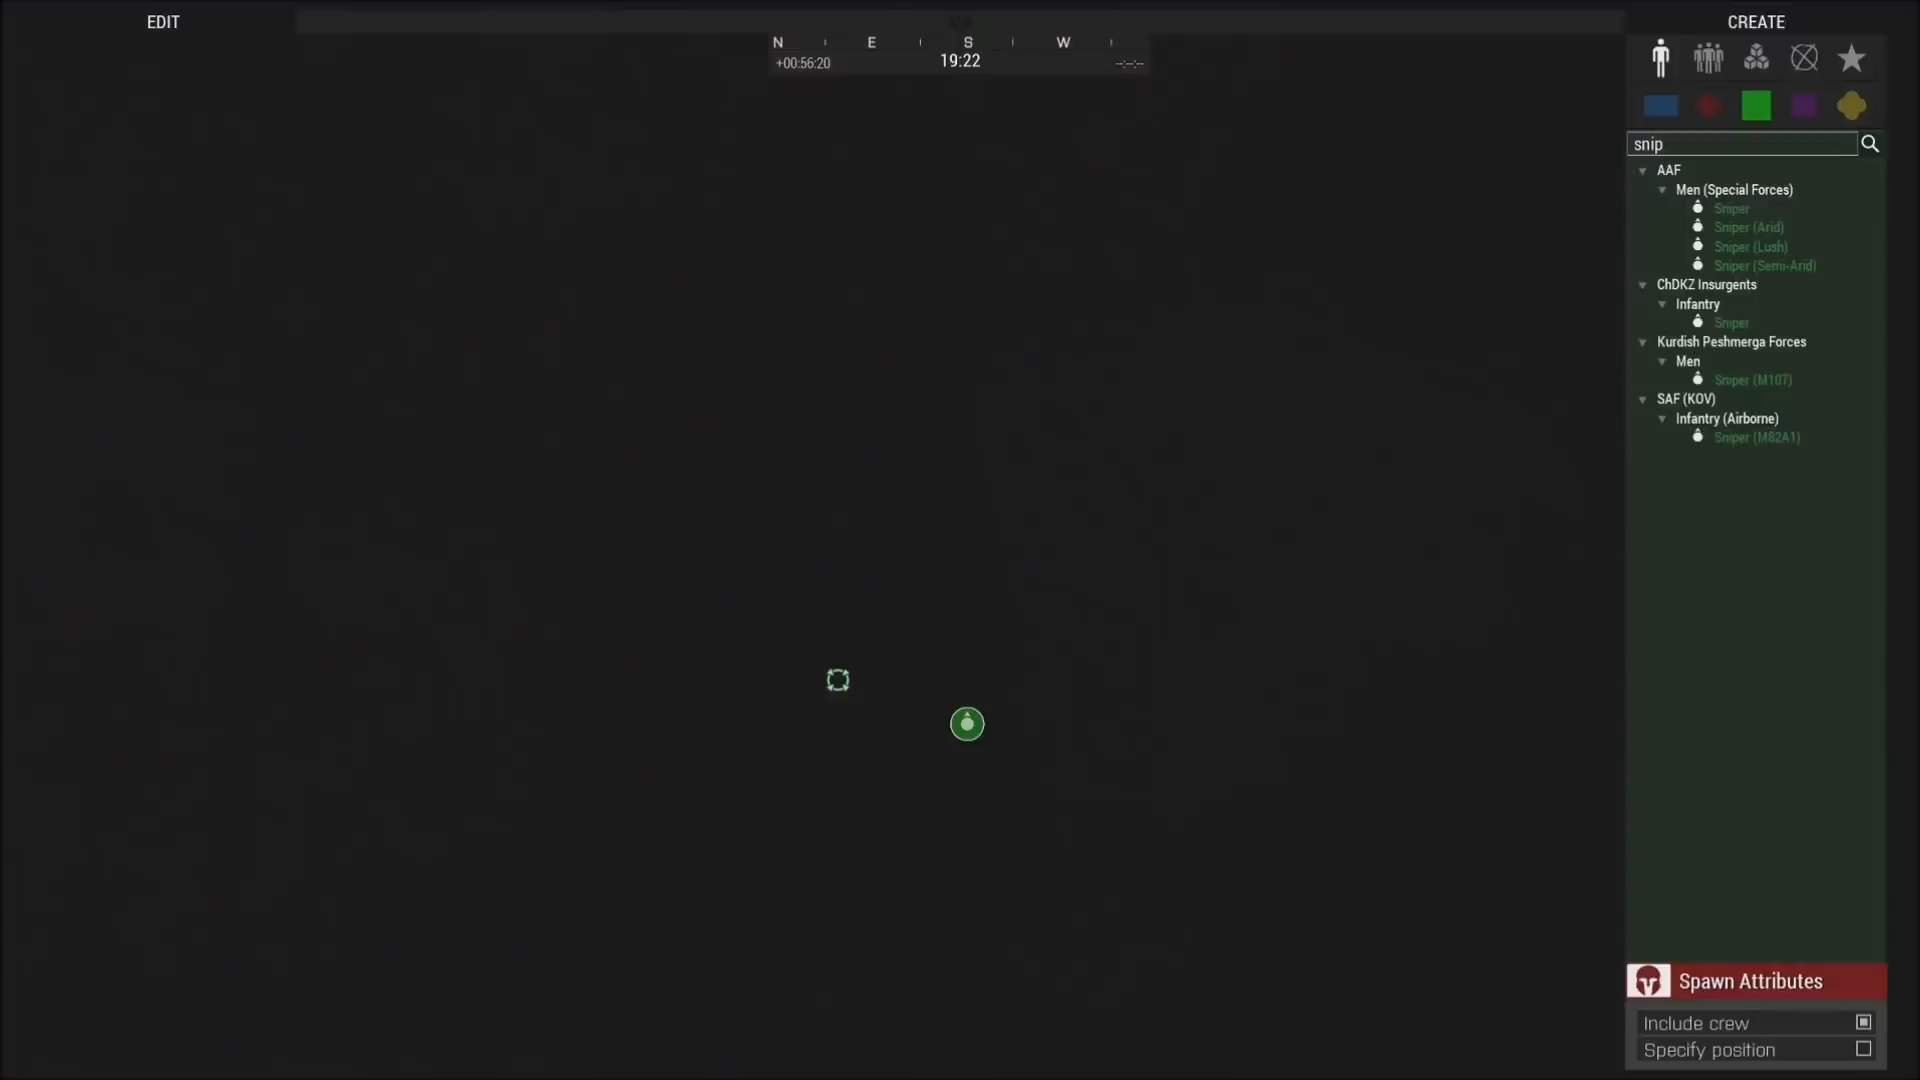 EDIT
CREATE
N E S W
+00:56:20 19:22 --:--:--
snip
AAF
Men (Special Forces)
Sniper
Sniper (Arid)
Sniper (Lush)
Sniper (Semi-Arid)
ChDKZ Insurgents
Infantry
Sniper
Kurdish Peshmerga Forces
Men
Sniper (M107)
SAF (KOV)
Infantry (Airborne)
Sniper (M82A1)
Spawn Attributes
Include crew
Specify position